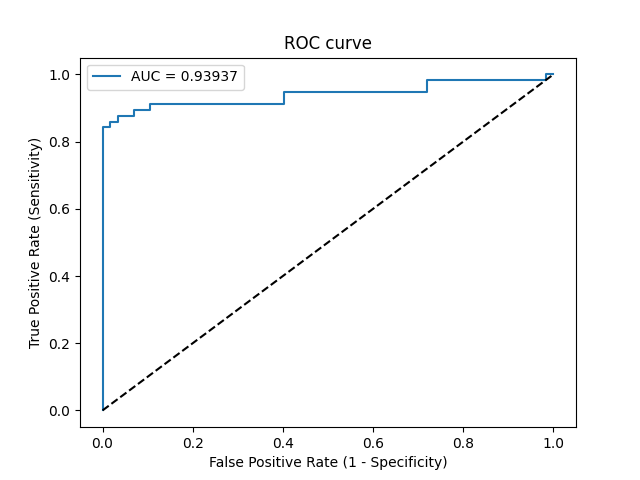 ROC curve
AUC = 0.93937
1.0
0.8
0.6
0.4
0.2
0.0
True Positive Rate (Sensitivity)
0.0 0.2 0.4 0.6 0.8 1.0
False Positive Rate (1 - Specificity)